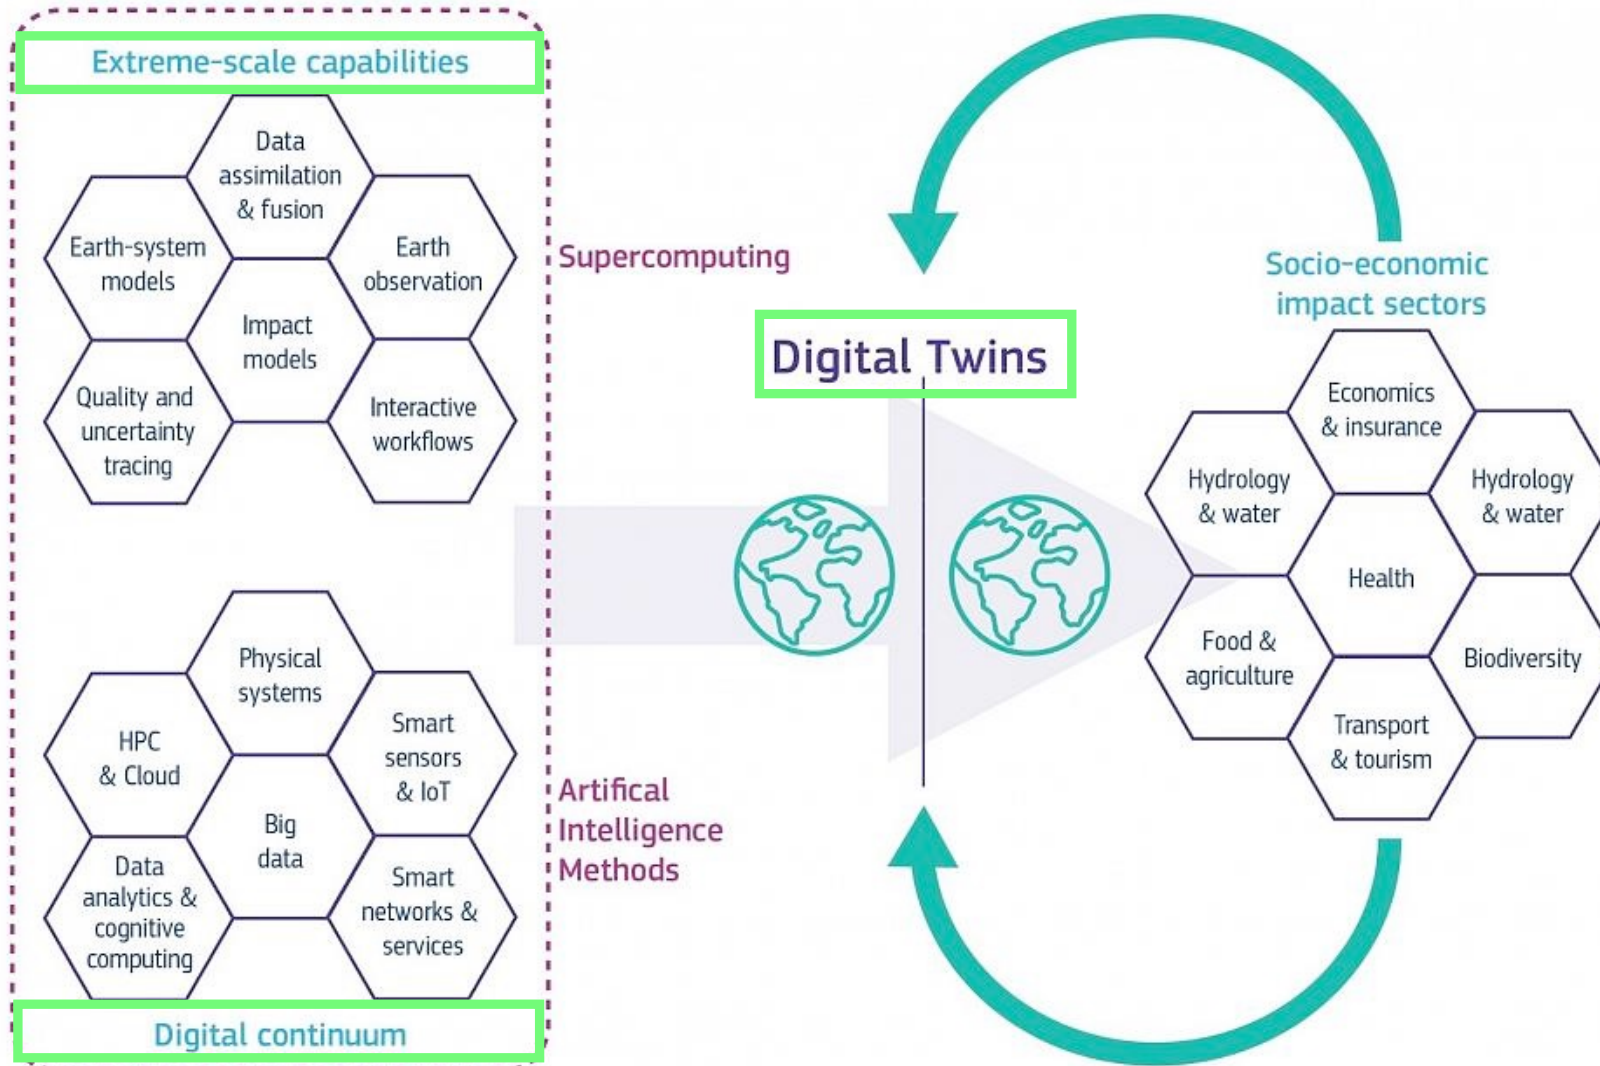 Extreme-scale capabilities
Data
assimilation
& fusion
Earth-system
models
Earth
observation
Impact
models
Quality and
uncertainty
tracing
Interactive
workflows
Physical
systems
HPC
& Cloud
Smart
sensors
& IoT
Big
data
Data
analytics &
cognitive
computing
Smart
networks &
services
Digital continuum
Supercomputing
Artifical
Intelligence
Methods
Digital Twins
Socio-economic
impact sectors
Economics
& insurance
Hydrology
& water
Hydrology
& water
Health
Food &
agriculture
Biodiversity
Transport
& tourism